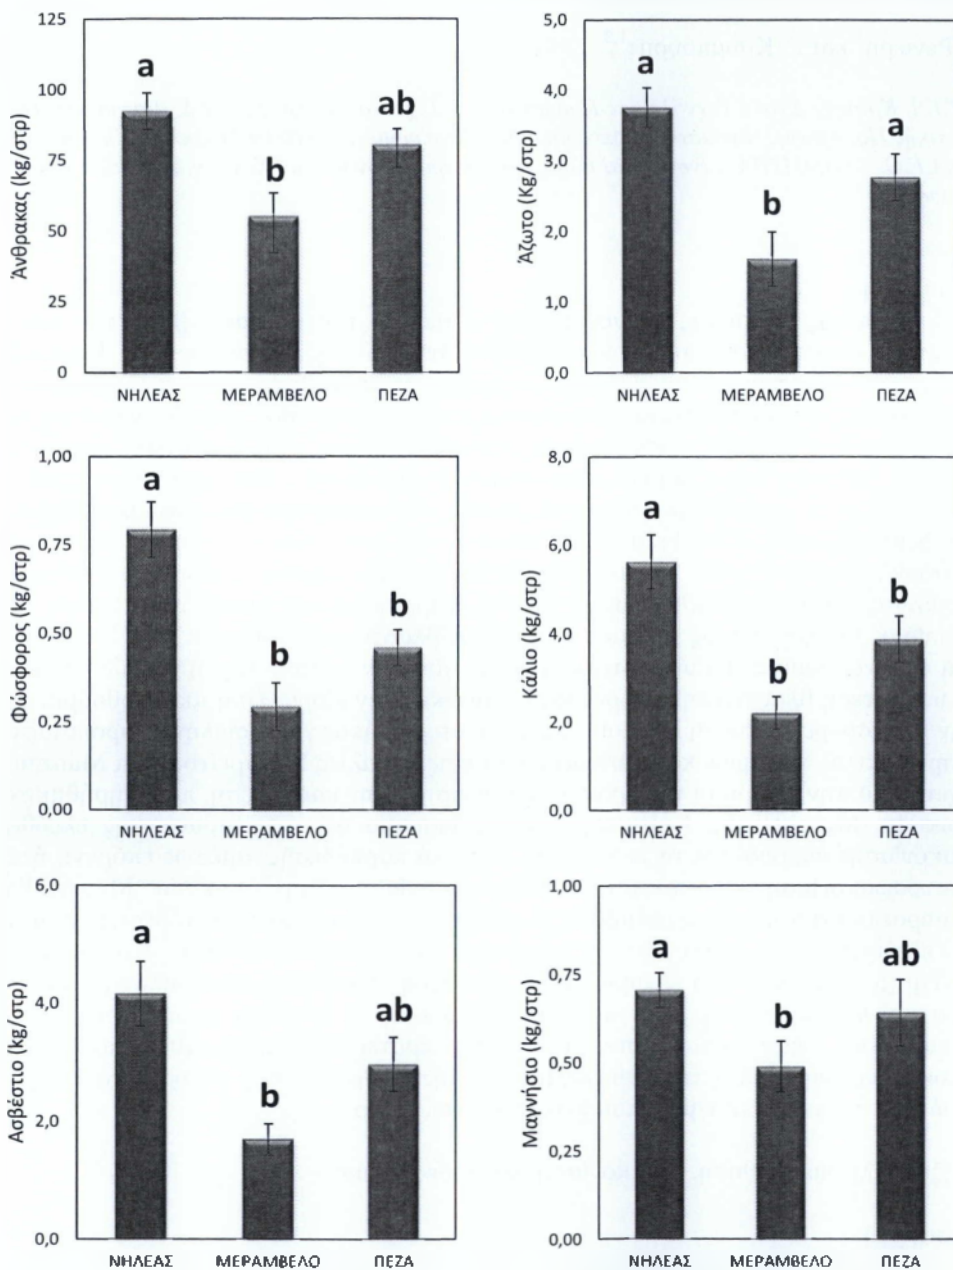 125
100
75
50
25
0
Άνθρακας (kg/στρ)
a
b
ab
ΝΗΛΕΑΣ ΜΕΡΑΜΒΕΛΟ ΠΕΖΑ
5,0
4,0
3,0
2,0
1,0
0,0
Άζωτο (Kg/στρ)
a
b
a
ΝΗΛΕΑΣ ΜΕΡΑΜΒΕΛΟ ΠΕΖΑ
1,00
0,75
0,50
0,25
0,00
Φώσφορος (kg/στρ)
a
b
b
ΝΗΛΕΑΣ ΜΕΡΑΜΒΕΛΟ ΠΕΖΑ
8,0
6,0
4,0
2,0
0,0
Κάλιο (kg/στρ)
a
b
b
ΝΗΛΕΑΣ ΜΕΡΑΜΒΕΛΟ ΠΕΖΑ
6,0
4,0
2,0
0,0
Ασβέστιο (kg/στρ)
a
b
ab
ΝΗΛΕΑΣ ΜΕΡΑΜΒΕΛΟ ΠΕΖΑ
1,00
0,75
0,50
0,25
0,00
Μαγνήσιο (kg/στρ)
a
b
ab
ΝΗΛΕΑΣ ΜΕΡΑΜΒΕΛΟ ΠΕΖΑ